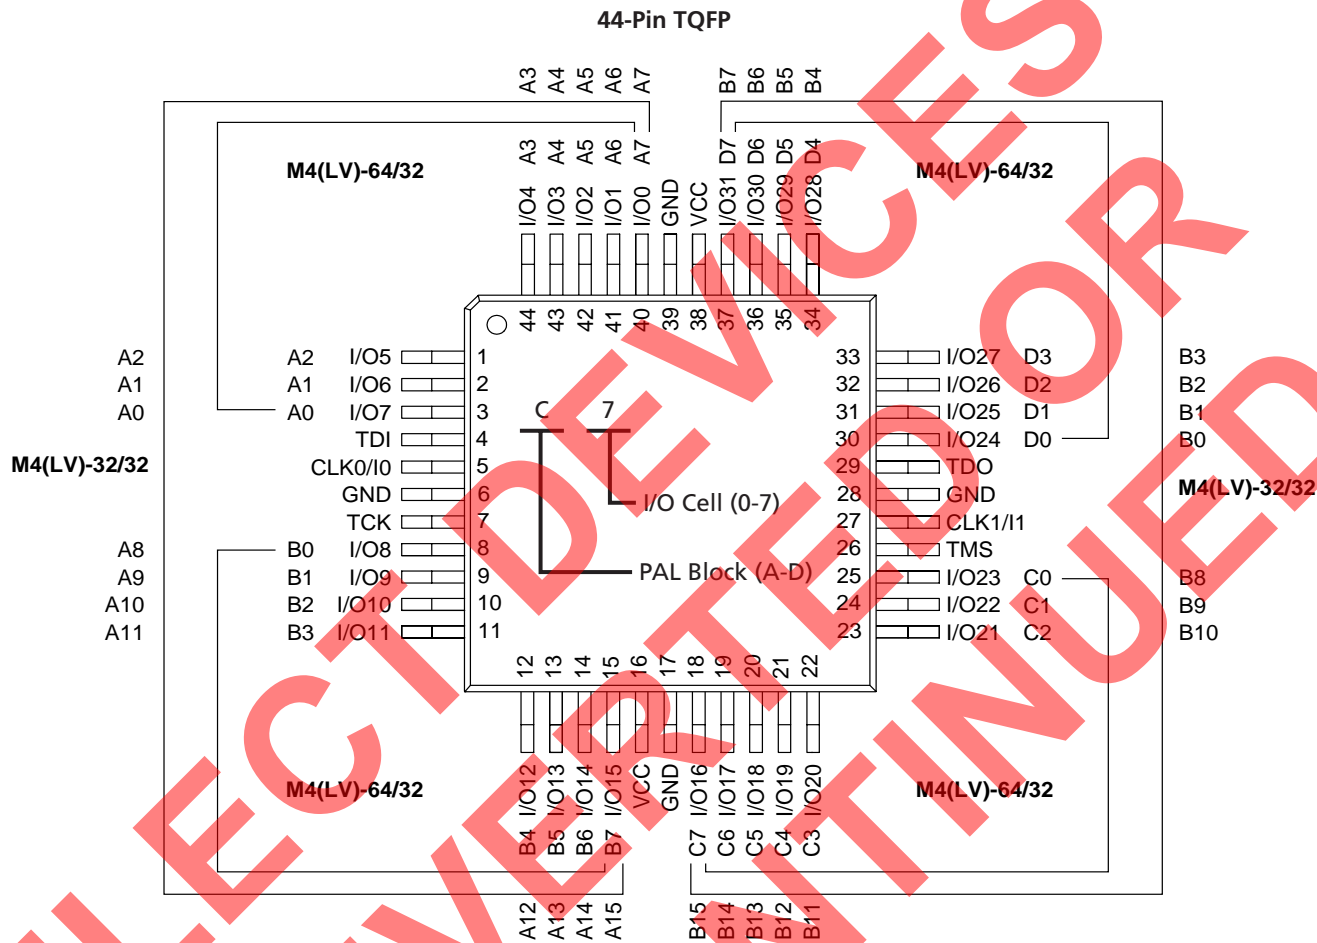 44-Pin TQFP
A3 A4 A5 A6 A7 B7 B6 B5 B4
A3 A4 A5 A6 A7 D7 D6 D5 D4
M4(LV)-64/32 M4(LV)-64/32
I/O4 I/O3 I/O2 I/O1 I/O0 GND VCC I/O31 I/O30 I/O29 I/O28
44 43 42 41 40 39 38 37 36 35 34
A2 A2 I/O5 1 33 I/O27 D3 B3
A1 A1 I/O6 2 32 I/O26 D2 B2
A0 A0 I/O7 3 C 7 31 I/O25 D1 B1
TDI 4 30 I/O24 D0 B0
M4(LV)-32/32 CLK0/I0 5 29 TDO
GND 6 I/O Cell (0-7) 28 GND M4(LV)-32/32
TCK 7 27 CLK1/I1
A8 B0 I/O8 8 26 TMS
A9 B1 I/O9 9 PAL Block (A-D) 25 I/O23 C0 B8
A10 B2 I/O10 10 24 I/O22 C1 B9
A11 B3 I/O11 11 23 I/O21 C2 B10
12 13 14 15 16 17 18 19 20 21 22
I/O12 I/O13 I/O14 I/O15 VCC GND I/O16 I/O17 I/O18 I/O19 I/O20
M4(LV)-64/32 M4(LV)-64/32
B4 B5 B6 B7 C7 C6 C5 C4 C3
A12 A13 A14 A15 B15 B14 B13 B12 B11
DEVICES